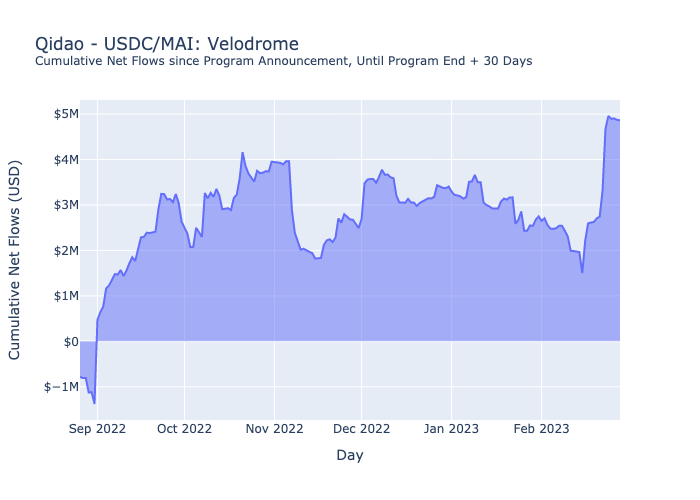 Qidao - USDC/MAI: Velodrome
Cumulative Net Flows since Program Announcement, Until Program End + 30 Days
Cumulative Net Flows (USD)
$5M
$4M
$3M
$2M
$1M
$0
$−1M
Sep 2022 Oct 2022 Nov 2022 Dec 2022 Jan 2023 Feb 2023
Day